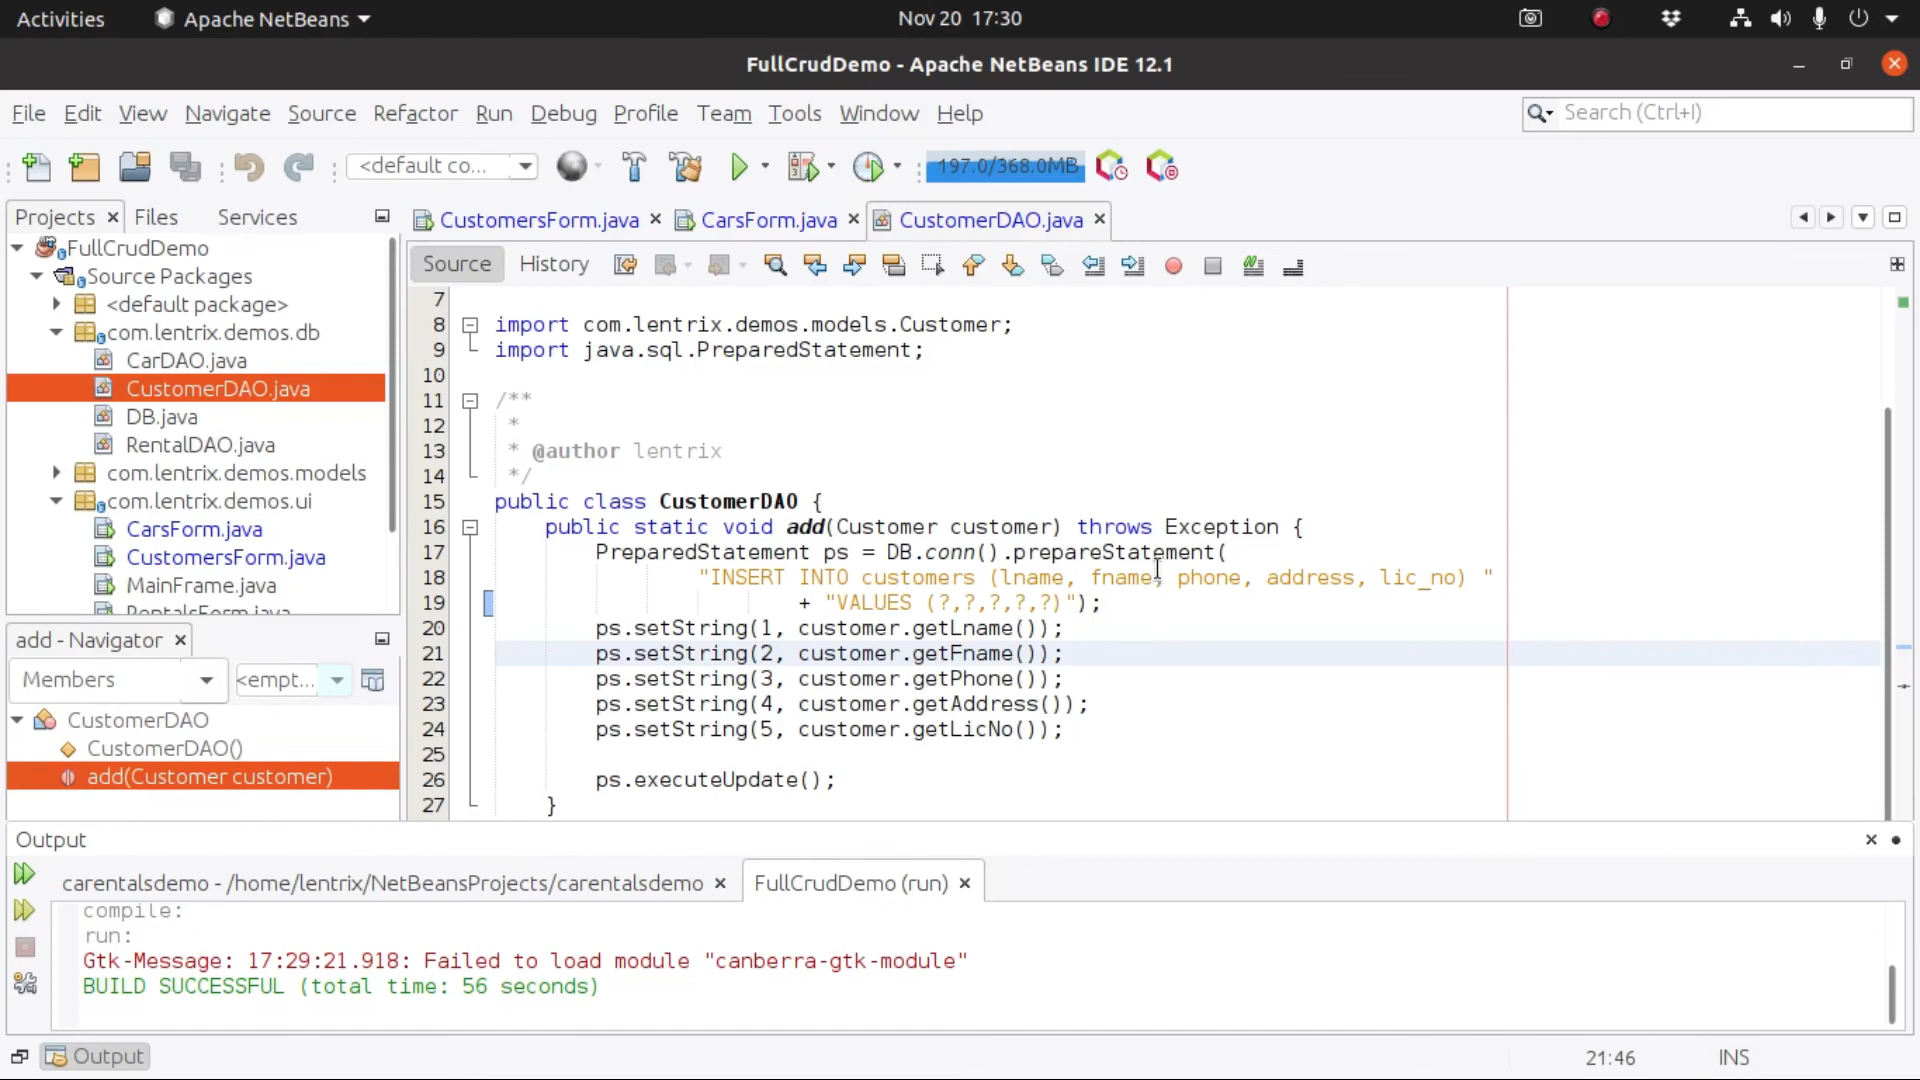 Activities
Apache NetBeans
Nov 20 17:30
FullCrudDemo - Apache NetBeans IDE 12.1
File Edit View Navigate Source Refactor Run Debug Profile Team Tools Window Help
Search (Ctrl+I)
<default co...
197.0/368.0MB
Projects
Files
Services
CustomersForm.java
CarsForm.java
CustomerDAO.java
Source
History
FullCrudDemo
Source Packages
<default package>
com.lentrix.demos.db
CarDAO.java
CustomerDAO.java
DB.java
RentalDAO.java
com.lentrix.demos.models
com.lentrix.demos.ui
CarsForm.java
CustomersForm.java
MainFrame.java
RentalsForm.java
add - Navigator
Members
<empt...
CustomerDAO
CustomerDAO()
add(Customer customer)
7
8 import com.lentrix.demos.models.Customer;
9 import java.sql.PreparedStatement;
10
11 /**
12 *
13 * @author lentrix
14 */
15 public class CustomerDAO {
16 public static void add(Customer customer) throws Exception {
17 PreparedStatement ps = DB.conn().prepareStatement(
18 "INSERT INTO customers (lname, fname, phone, address, lic_no) "
19 + "VALUES (?,?,?,?,?)");
20 ps.setString(1, customer.getLname());
21 ps.setString(2, customer.getFname());
22 ps.setString(3, customer.getPhone());
23 ps.setString(4, customer.getAddress());
24 ps.setString(5, customer.getLicNo());
25
26 ps.executeUpdate();
27 }
Output
carentalsdemo - /home/lentrix/NetBeansProjects/carentalsdemo
FullCrudDemo (run)
compile:
run:
Gtk-Message: 17:29:21.918: Failed to load module "canberra-gtk-module"
BUILD SUCCESSFUL (total time: 56 seconds)
Output
21:46
INS